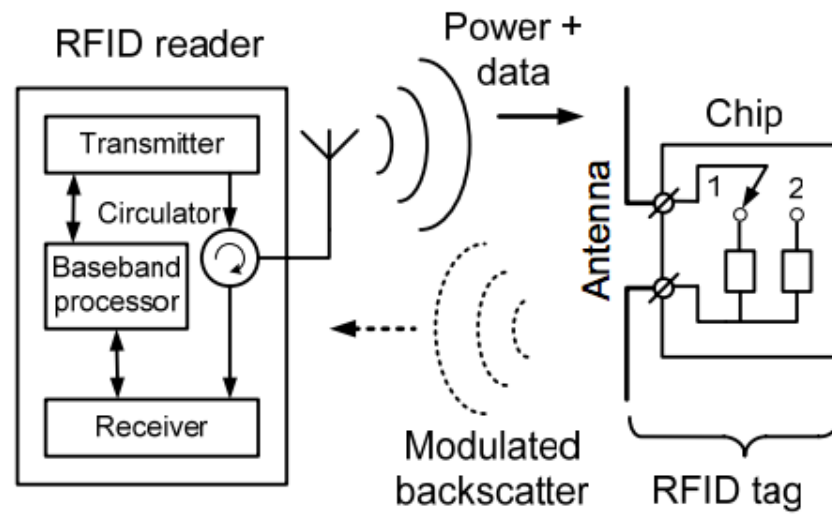 RFID reader
Power +
data
Transmitter
Circulator
Baseband
processor
Receiver
Modulated
backscatter
Antenna
Chip
1
2
RFID tag